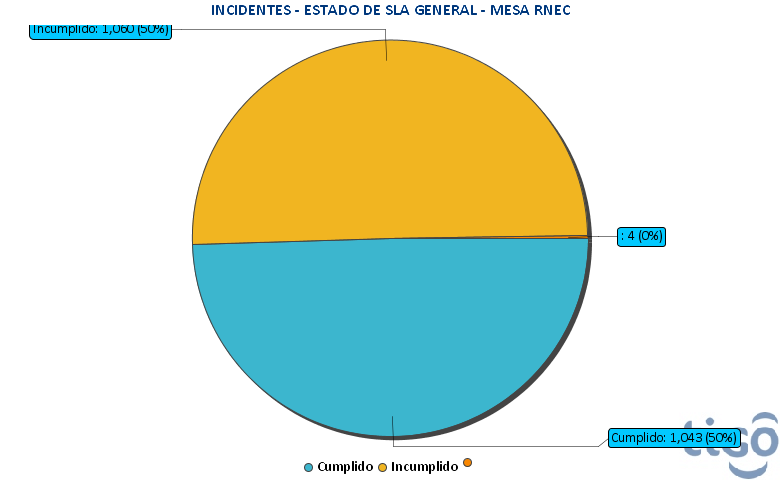 INCIDENTES - ESTADO DE SLA GENERAL - MESA RNEC
Incumplido: 1,060 (50%)
: 4 (0%)
Cumplido: 1,043 (50%)
tigo
Cumplido Incumplido